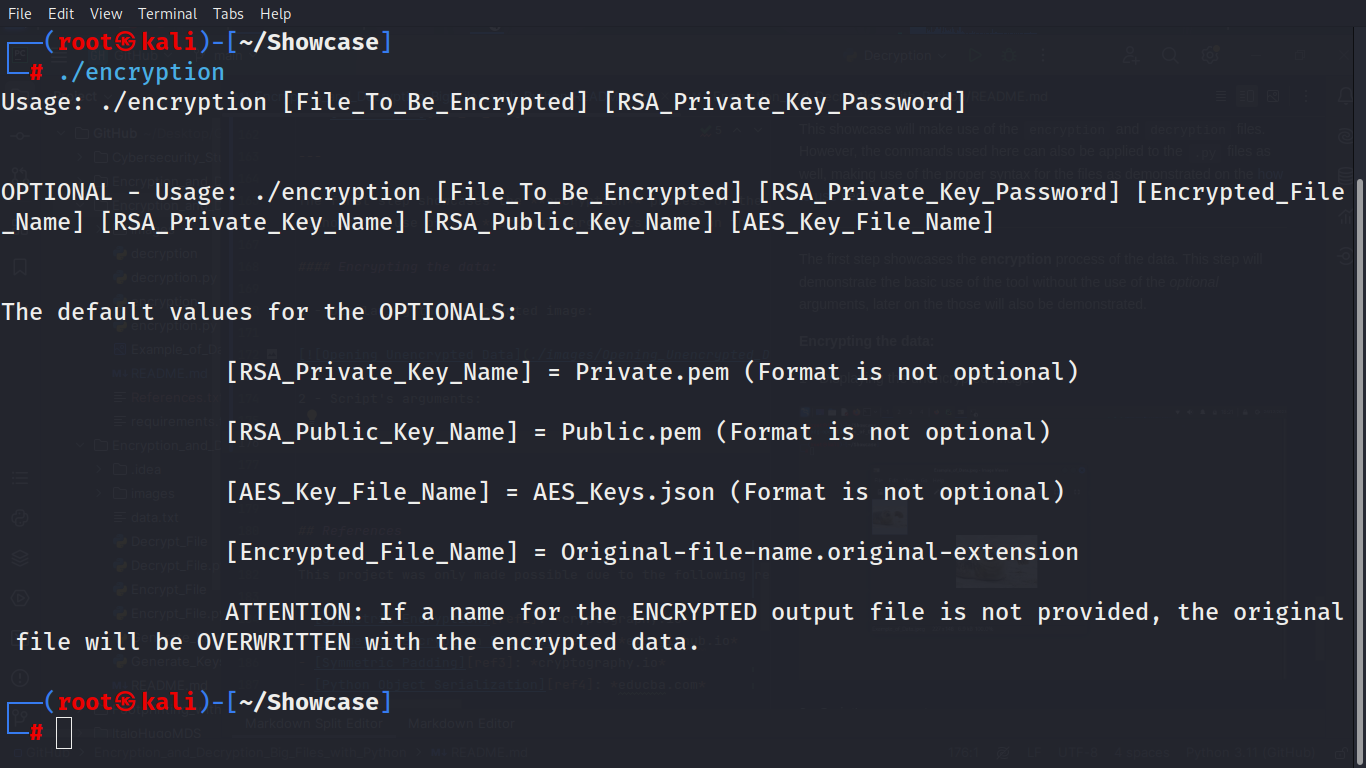 File Edit View Terminal Tabs Help
┌──(root㉿kali)-[~/Showcase]
└─# ./encryption
Usage: ./encryption [File_To_Be_Encrypted] [RSA_Private_Key_Password]
OPTIONAL - Usage: ./encryption [File_To_Be_Encrypted] [RSA_Private_Key_Password] [Encrypted_File
_Name] [RSA_Private_Key_Name] [RSA_Public_Key_Name] [AES_Key_File_Name]
The default values for the OPTIONALS:
[RSA_Private_Key_Name] = Private.pem (Format is not optional)
[RSA_Public_Key_Name] = Public.pem (Format is not optional)
[AES_Key_File_Name] = AES_Keys.json (Format is not optional)
[Encrypted_File_Name] = Original-file-name.original-extension
ATTENTION: If a name for the ENCRYPTED output file is not provided, the original
file will be OVERWRITTEN with the encrypted data.
┌──(root㉿kali)-[~/Showcase]
└─#